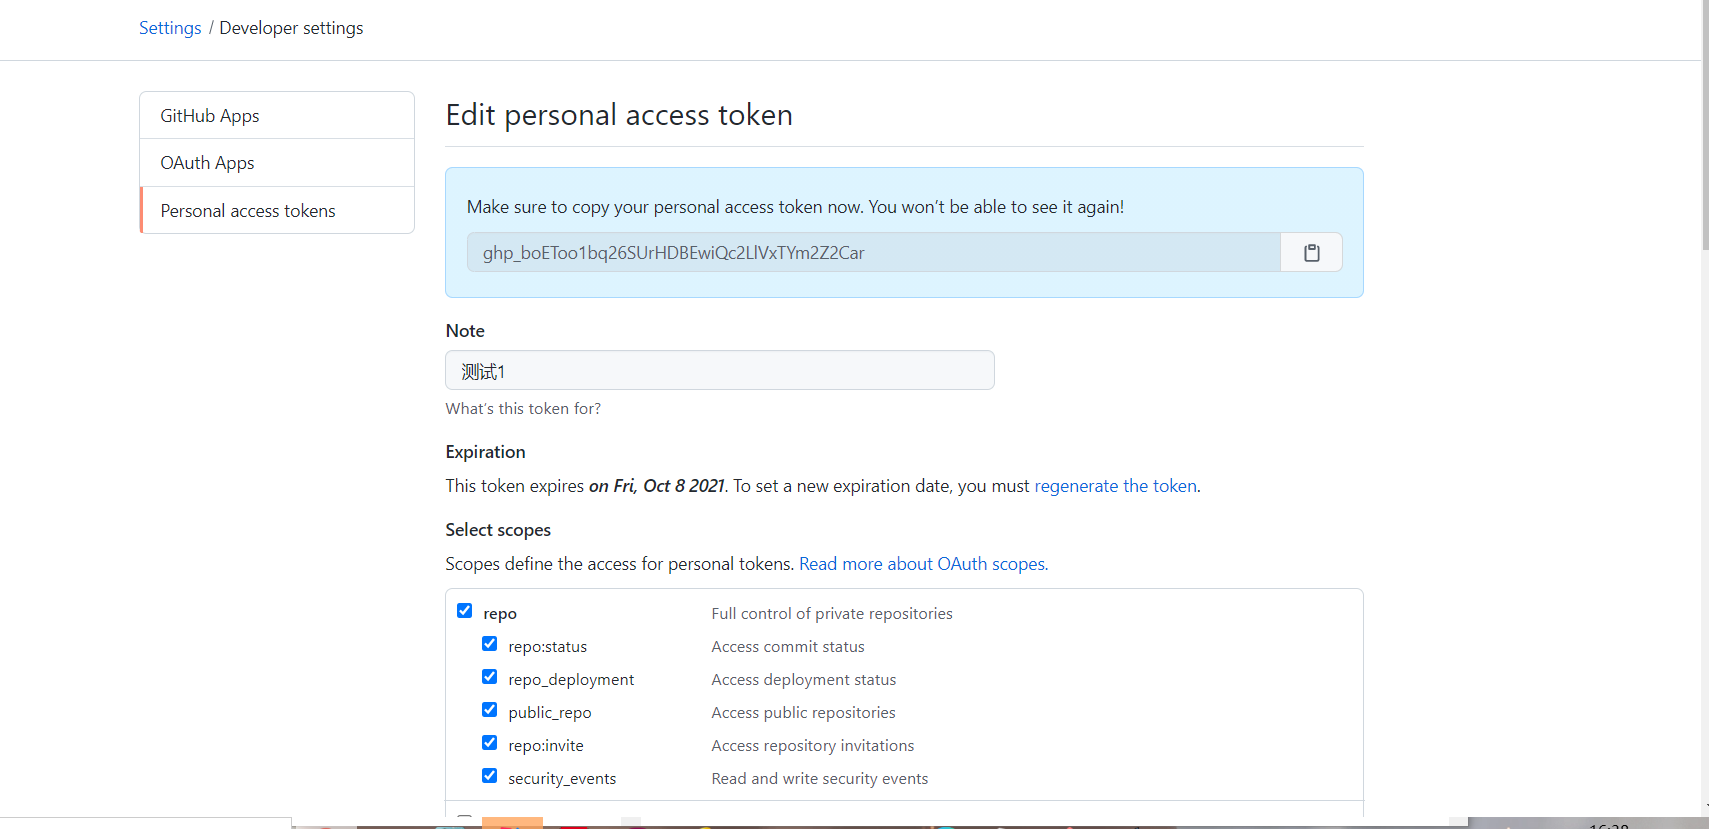 Settings / Developer settings
GitHub Apps
OAuth Apps
Personal access tokens
Edit personal access token
Make sure to copy your personal access token now. You won't be able to see it again!
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
Note
测试1
What's this token for?
Expiration
This token expires on Fri, Oct 8 2021. To set a new expiration date, you must regenerate the token.
Select scopes
Scopes define the access for personal tokens. Read more about OAuth scopes.
repo Full control of private repositories
repo:status Access commit status
repo_deployment Access deployment status
public_repo Access public repositories
repo:invite Access repository invitations
security_events Read and write security events